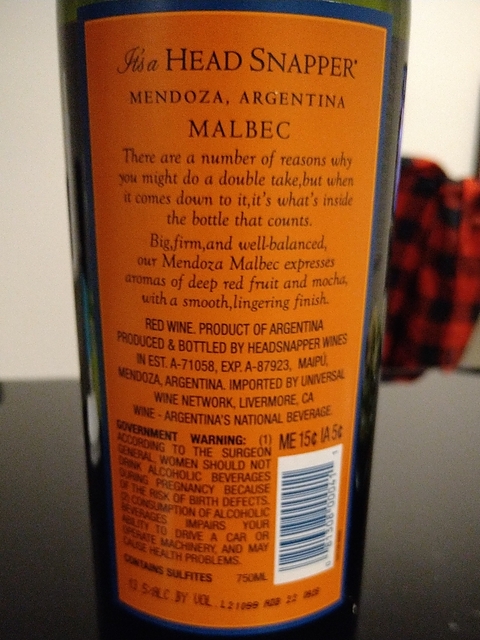 It's a HEAD SNAPPER
MENDOZA, ARGENTINA
MALBEC
There are a number of reasons why
you might do a double take,but when
it comes down to it,it's what's inside
the bottle that counts.
Big,firm,and well-balanced,
our Mendoza Malbec expresses
aromas of deep red fruit and mocha,
with a smooth,lingering finish.
RED WINE. PRODUCT OF ARGENTINA
PRODUCED & BOTTLED BY HEADSNAPPER WINES
IN EST. A-71058, EXP. A-87923, MAIPÚ,
MENDOZA, ARGENTINA. IMPORTED BY UNIVERSAL
WINE NETWORK, LIVERMORE, CA
WINE - ARGENTINA'S NATIONAL BEVERAGE.
GOVERNMENT WARNING: (1)
ACCORDING TO THE SURGEON
GENERAL, WOMEN SHOULD NOT
DRINK ALCOHOLIC BEVERAGES
DURING PREGNANCY BECAUSE
OF THE RISK OF BIRTH DEFECTS.
(2) CONSUMPTION OF ALCOHOLIC
BEVERAGES IMPAIRS YOUR
ABILITY TO DRIVE A CAR OR
OPERATE MACHINERY, AND MAY
CAUSE HEALTH PROBLEMS.
ME 15¢ IA 5¢
CONTAINS SULFITES 750ML
ALC. BY VOL.